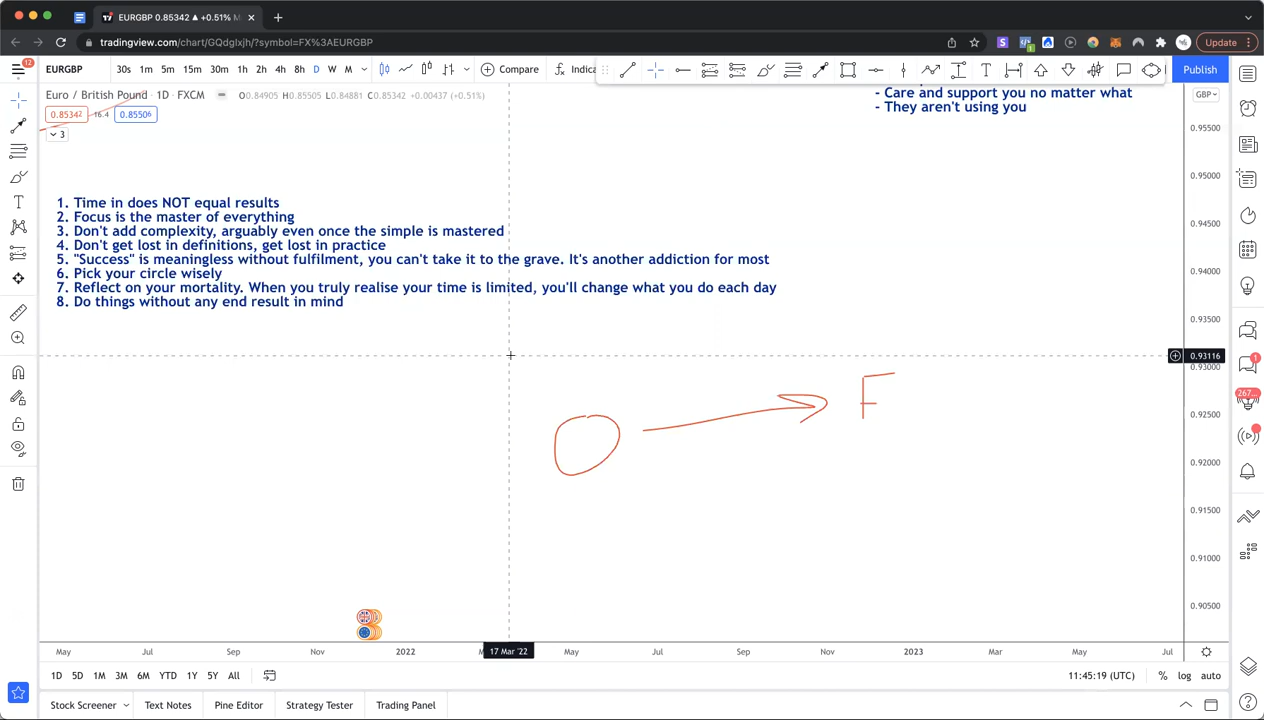 EURGBP 0.85342 ▲ +0.51%
tradingview.com/chart/GQdgIxjh/?symbol=FX%3AEURGBP
Update
12
EURGBP
30s 1m 5m 15m 30m 1h 2h 4h 8h D W M
Compare
Indica
Publish
Euro / British Pound · 1D · FXCM O0.84905 H0.85505 L0.84881 C0.85342 +0.00437 (+0.51%)
GBP
0.85342 16.4 0.85506
3
- Care and support you no matter what
- They aren't using you
1. Time in does NOT equal results
2. Focus is the master of everything
3. Don't add complexity, arguably even once the simple is mastered
4. Don't get lost in definitions, get lost in practice
5. "Success" is meaningless without fulfilment, you can't take it to the grave. It's another addiction for most
6. Pick your circle wisely
7. Reflect on your mortality. When you truly realise your time is limited, you'll change what you do each day
8. Do things without any end result in mind
F
0.95500
0.95000
0.94500
0.94000
0.93500
0.93116
0.93000
0.92500
0.92000
0.91500
0.91000
0.90500
1
267...
May Jul Sep Nov 2022 17 Mar '22 May Jul Sep Nov 2023 Mar May Jul
1D 5D 1M 3M 6M YTD 1Y 5Y All
11:45:19 (UTC) % log auto
Stock Screener Text Notes Pine Editor Strategy Tester Trading Panel